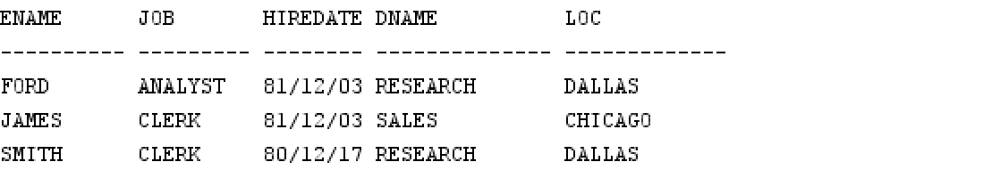 ENAME      JOB       HIREDATE DNAME          LOC
---------- --------- -------- -------------- -------------
FORD       ANALYST   81/12/03 RESEARCH       DALLAS
JAMES      CLERK     81/12/03 SALES          CHICAGO
SMITH      CLERK     80/12/17 RESEARCH       DALLAS